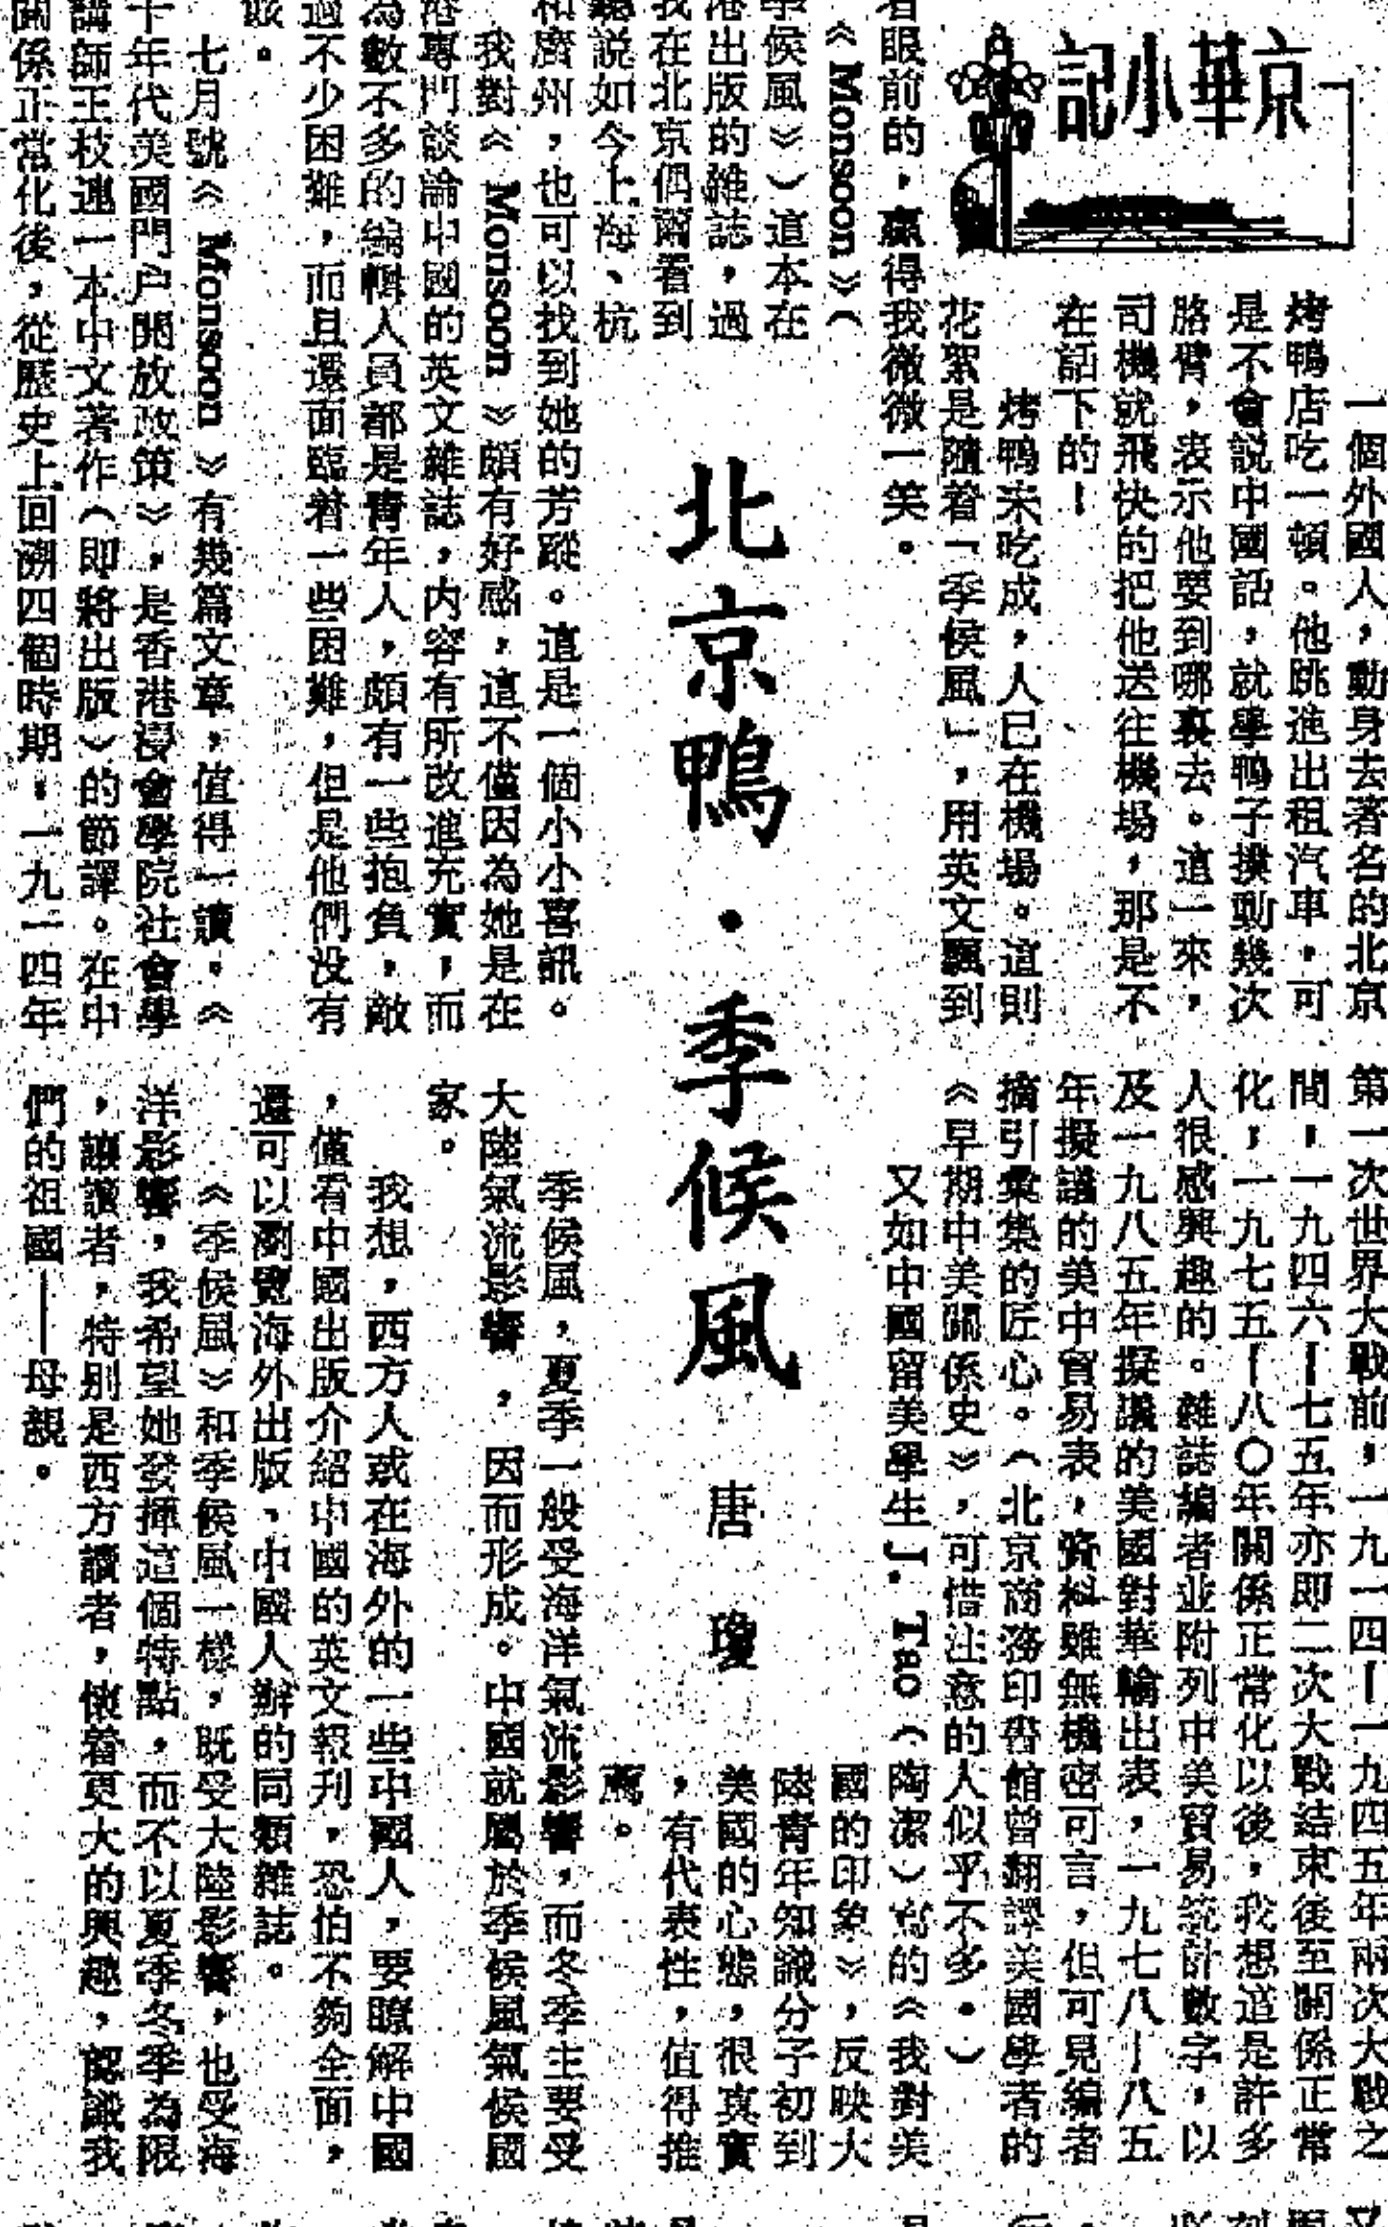 京華小記
北京鴨·季候風
唐瓊
一個外國人，動身去著名的北京
烤鴨店吃一頓。他跳進出租汽車，可
是不會説中國話，就學鴨子撲動幾次
胳臂，表示他要到哪裏去。這一來，
司機就飛快的把他送往機場，那是不
在話下的！
烤鴨未吃成，人已在機場。這則
花絮是隨着「季候風」，用英文飄到
眼前的，贏得我微微一笑。
《Monsoon》（
季候風》）這本在
港出版的雜誌，過
我在北京偶爾看到
聽説如今上海、杭
和廣州，也可以找到她的芳蹤。這是一個小小喜訊。
我對《Monsoon》頗有好感，這不僅因為她是在
港專門談論中國的英文雜誌，内容有所改進充實，而
為數不多的編輯人員都是青年人，頗有一些抱負，敢
過不少困難，而且還面臨着一些困難，但是他們没有
。
七月號《Monsoon》有幾篇文章，值得一讀。《
十年代美國門户開放政策》，是香港浸會學院社會學
講師王枝連一本中文著作（即將出版）的節譯。在中
關係正常化後，從歷史上回溯四個時期：一九一四年
第一次世界大戰前，一九一四—一九四五年兩次大戰之
間，一九四六—七五年亦即二次大戰結束後至關係正常
化，一九七五—八〇年關係正常化以後，我想這是許多
人很感興趣的。雜誌編者並附列中美貿易統計數字，以
及一九八五年擬議的美國對華輸出表，一九七八—八五
年擬議的美中貿易表，資料雖無機密可言，但可見編者
摘引彙集的匠心。（北京商務印書館曾翻譯美國學者的
《早期中美關係史》，可惜注意的人似乎不多。）
又如中國留美學生 J. Tao（陶潔）寫的《我對美
國的印象》，反映大
陸青年知識分子初到
美國的心態，很真實
，有代表性，值得推
薦。
季候風，夏季一般受海洋氣流影響，而冬季主要受
大陸氣流影響，因而形成。中國就屬於季候風氣候國
家。
我想，西方人或在海外的一些中國人，要瞭解中國
，僅看中國出版介紹中國的英文報刊，恐怕不夠全面，
還可以瀏覽海外出版，中國人辦的同類雜誌。
《季候風》和季候風一樣，既受大陸影響，也受海
洋影響，我希望她發揮這個特點，而不以夏季冬季為限
，讓讀者，特别是西方讀者，懷着更大的興趣，認識我
們的祖國——母親。